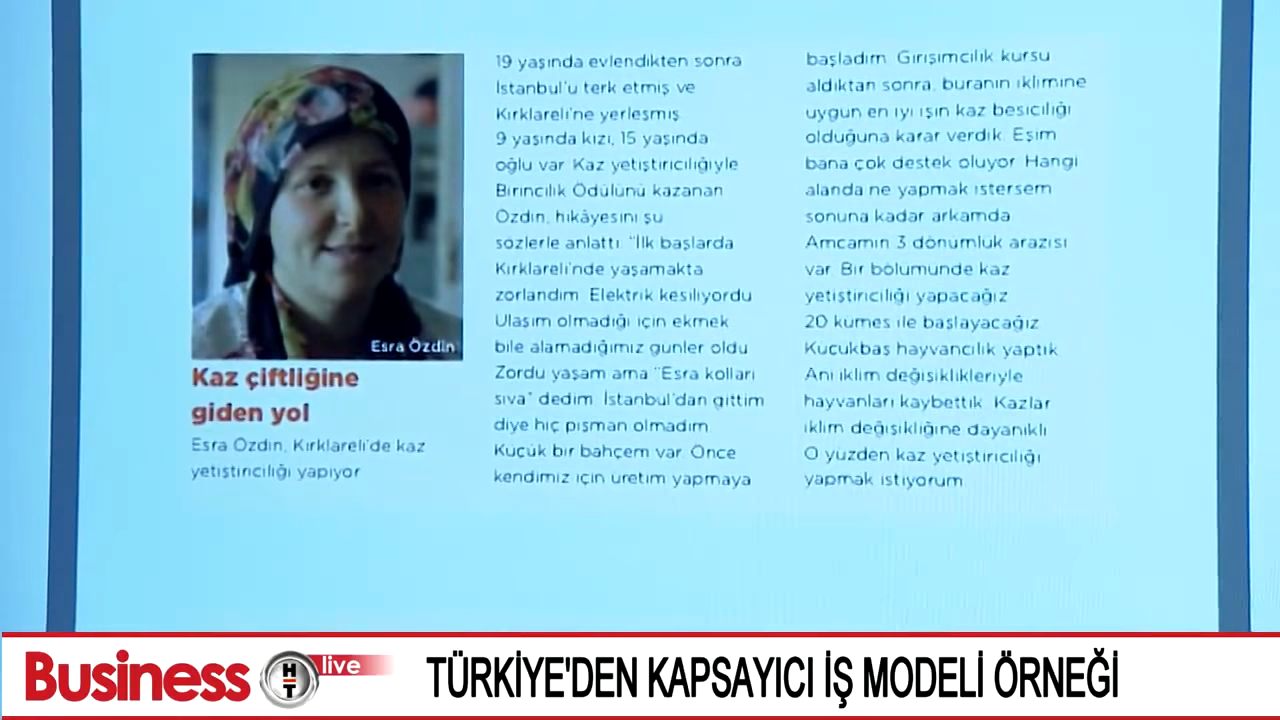 Esra Özdin
Kaz çiftliğine
giden yol
Esra Özdin, Kırklareli'de kaz
yetiştiriciliği yapıyor
19 yaşında evlendikten sonra
İstanbul'u terk etmiş ve
Kırklareli'ne yerleşmiş.
9 yaşında kızı, 15 yaşında
oğlu var. Kaz yetiştiriciliğiyle
Birincilik Ödülünü kazanan
Özdin, hikâyesini şu
sözlerle anlattı: "İlk başlarda
Kırklareli'nde yaşamakta
zorlandım. Elektrik kesiliyordu.
Ulaşım olmadığı için ekmek
bile alamadığımız günler oldu.
Zordu yaşam ama "Esra kolları
sıva" dedim. İstanbul'dan gittim
diye hiç pişman olmadım.
Küçük bir bahçem var. Önce
kendimiz için üretim yapmaya
başladım. Girişimcilik kursu
aldıktan sonra, buranın iklimine
uygun en iyi işin kaz besiciliği
olduğuna karar verdik. Eşim
bana çok destek oluyor. Hangi
alanda ne yapmak istersem
sonuna kadar arkamda.
Amcamın 3 dönümlük arazisi
var. Bir bölümünde kaz
yetiştiriciliği yapacağız.
20 kümes ile başlayacağız.
Küçükbaş hayvancılık yaptık.
Ani iklim değişiklikleriyle
hayvanları kaybettik. Kazlar
iklim değişikliğine dayanıklı.
O yüzden kaz yetiştiriciliği
yapmak istiyorum.
Business HT live
TÜRKİYE'DEN KAPSAYICI İŞ MODELİ ÖRNEĞİ